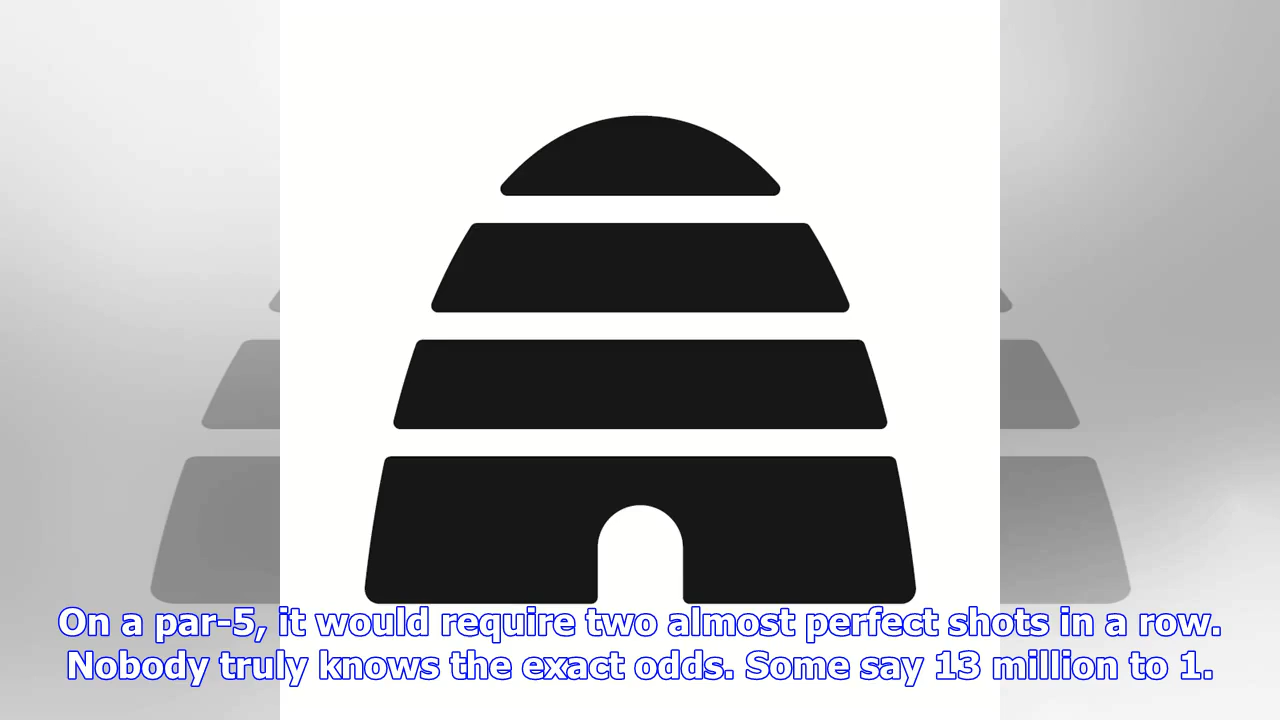 On a par-5, it would require two almost perfect shots in a row.
Nobody truly knows the exact odds. Some say 13 million to 1.